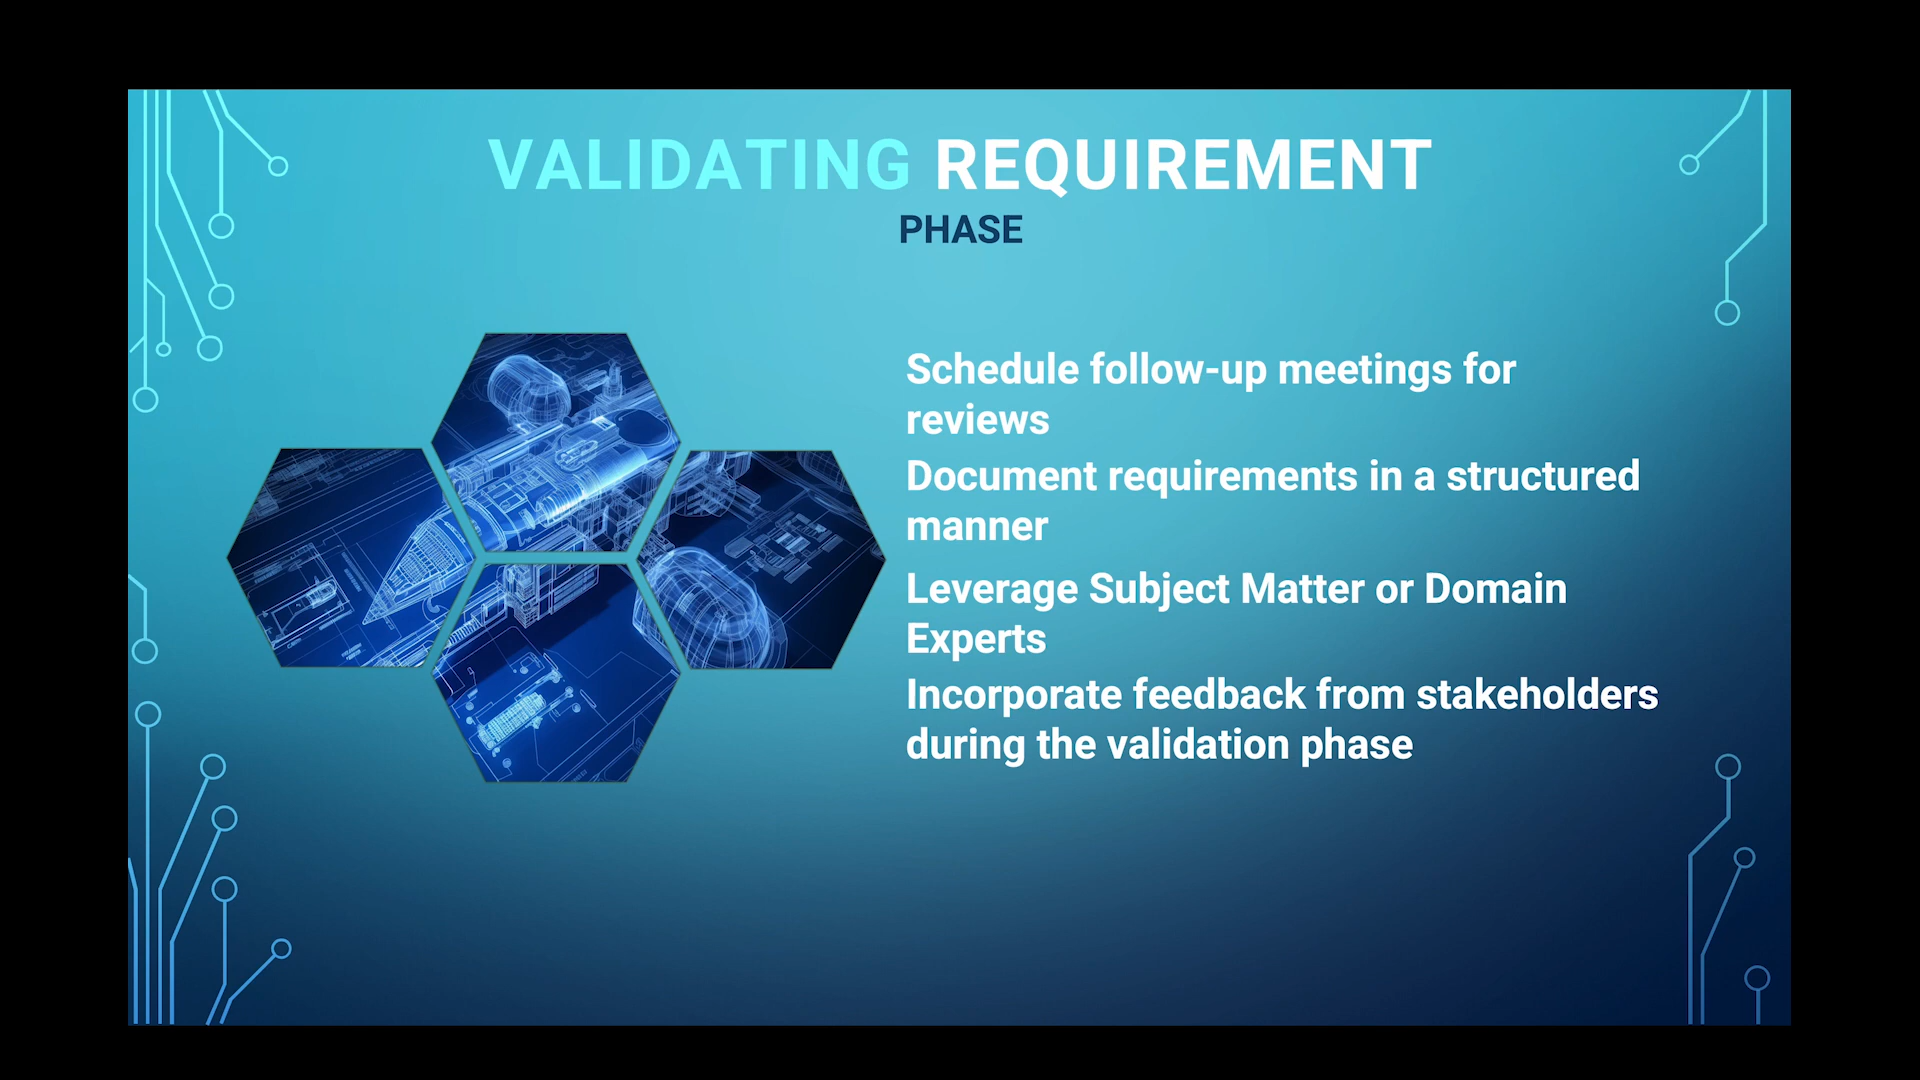 VALIDATING REQUIREMENT
PHASE
Schedule follow-up meetings for
reviews
Document requirements in a structured
manner
Leverage Subject Matter or Domain
Experts
Incorporate feedback from stakeholders
during the validation phase